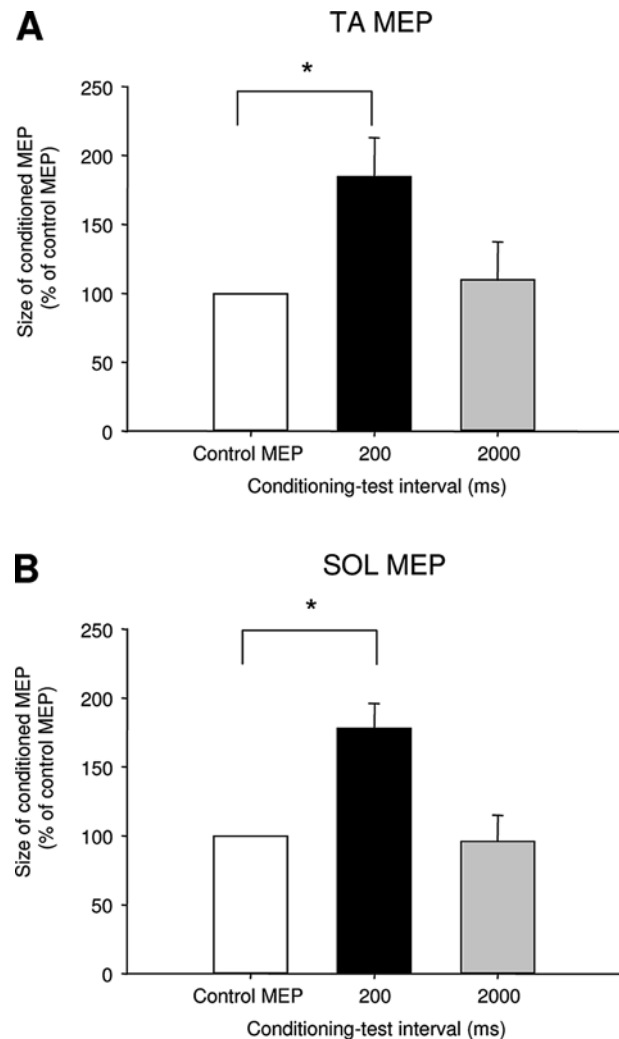 A
TA MEP
*
250
200
150
100
50
0
Size of conditioned MEP
(% of control MEP)
Control MEP 200 2000
Conditioning-test interval (ms)
B
SOL MEP
*
250
200
150
100
50
0
Size of conditioned MEP
(% of control MEP)
Control MEP 200 2000
Conditioning-test interval (ms)